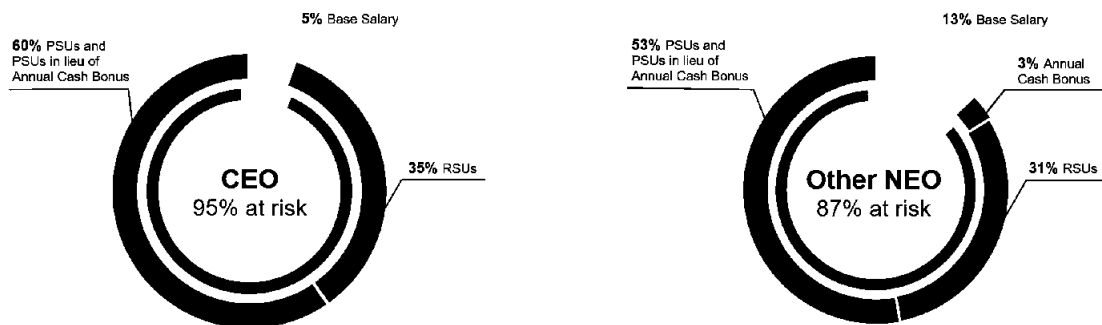 5% Base Salary
60% PSUs and
PSUs in lieu of
Annual Cash Bonus
35% RSUs
CEO
95% at risk
13% Base Salary
53% PSUs and
PSUs in lieu of
Annual Cash Bonus
3% Annual
Cash Bonus
31% RSUs
Other NEO
87% at risk